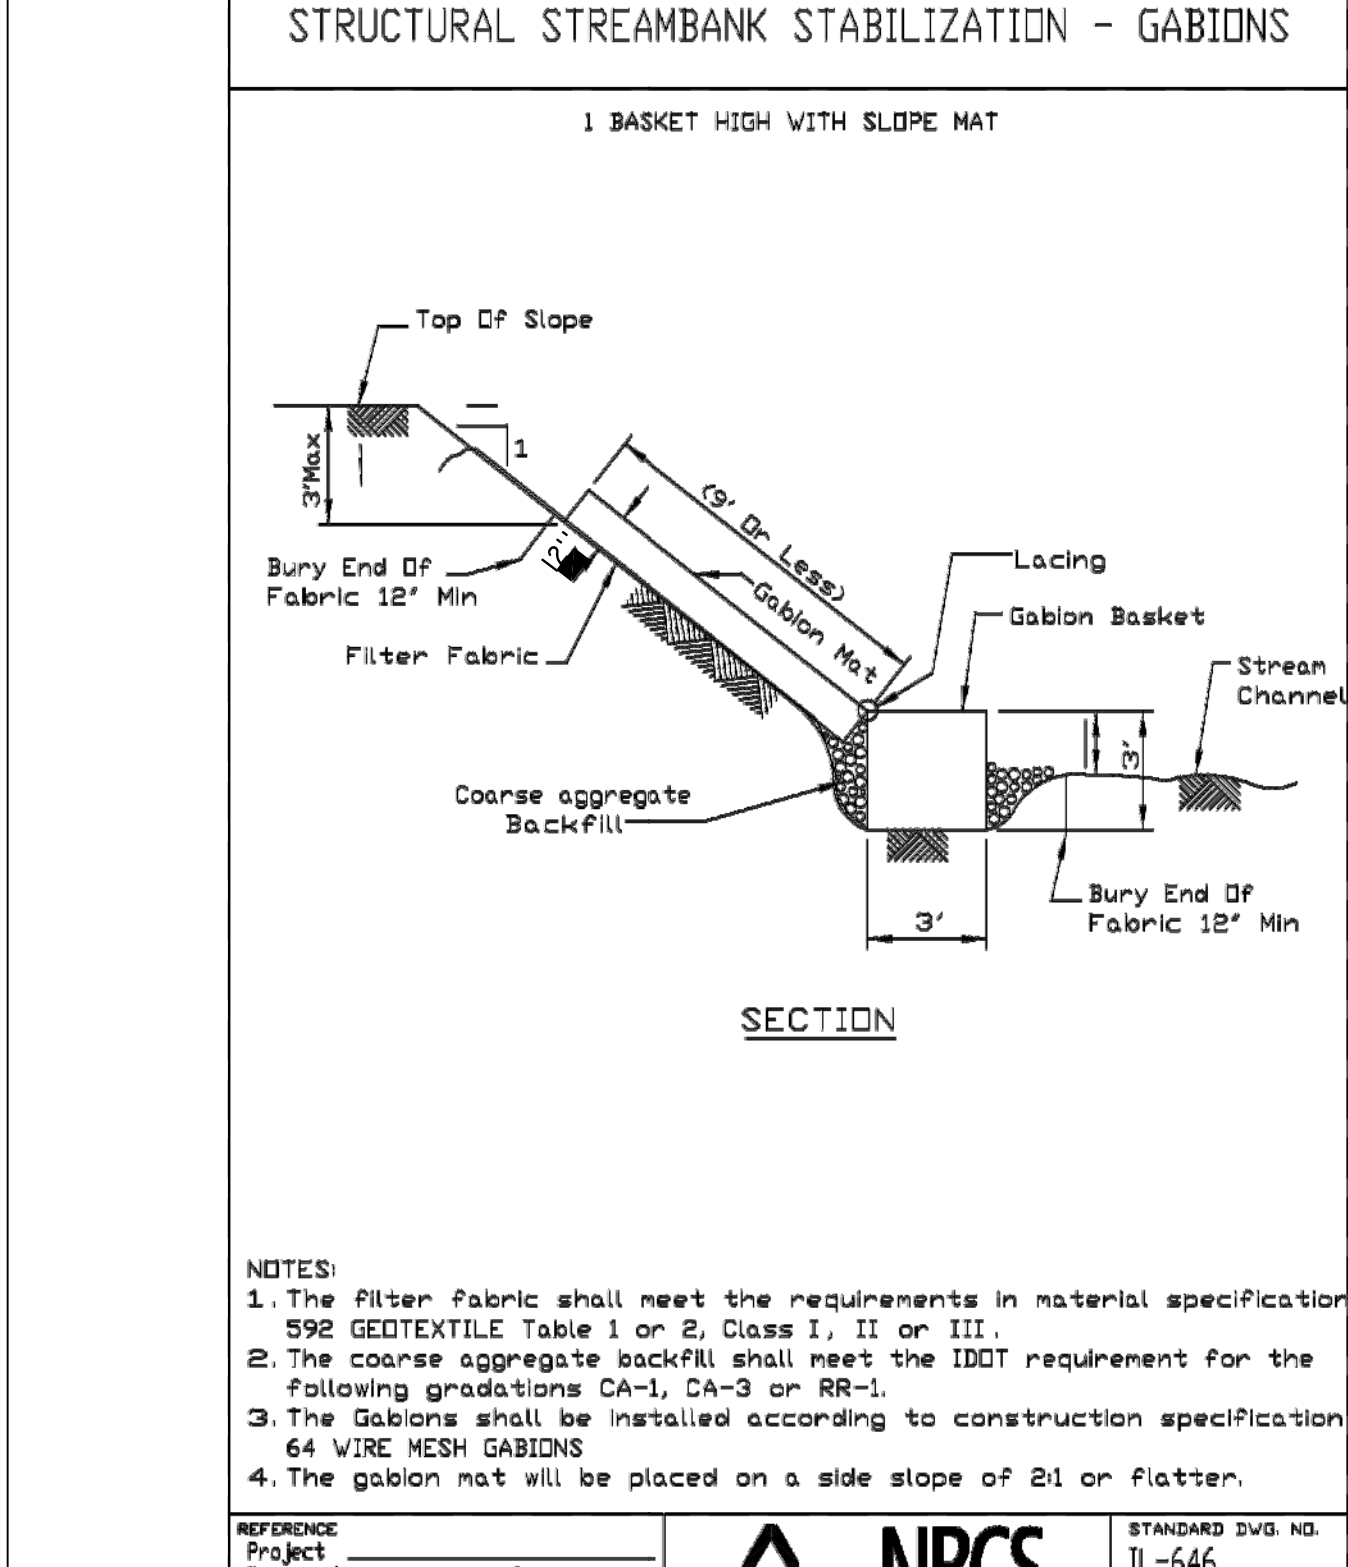 STRUCTURAL STREAMBANK STABILIZATION - GABIONS
1 BASKET HIGH WITH SLOPE MAT
Top Of Slope
1
3'Max
(9' Or Less)
12"
Bury End Of
Fabric 12" Min
Gabion Mat
Lacing
Gabion Basket
Filter Fabric
Stream
Channel
3'
Coarse aggregate
Backfill
Bury End Of
Fabric 12" Min
3'
SECTION
NOTES:
1. The filter fabric shall meet the requirements in material specification
592 GEOTEXTILE Table 1 or 2, Class I, II or III.
2. The coarse aggregate backfill shall meet the IDOT requirement for the
following gradations CA-1, CA-3 or RR-1.
3. The Gabions shall be installed according to construction specification
64 WIRE MESH GABIONS
4. The gabion mat will be placed on a side slope of 2:1 or flatter.
REFERENCE
Project
NRCS
STANDARD DWG. NO.
IL-646